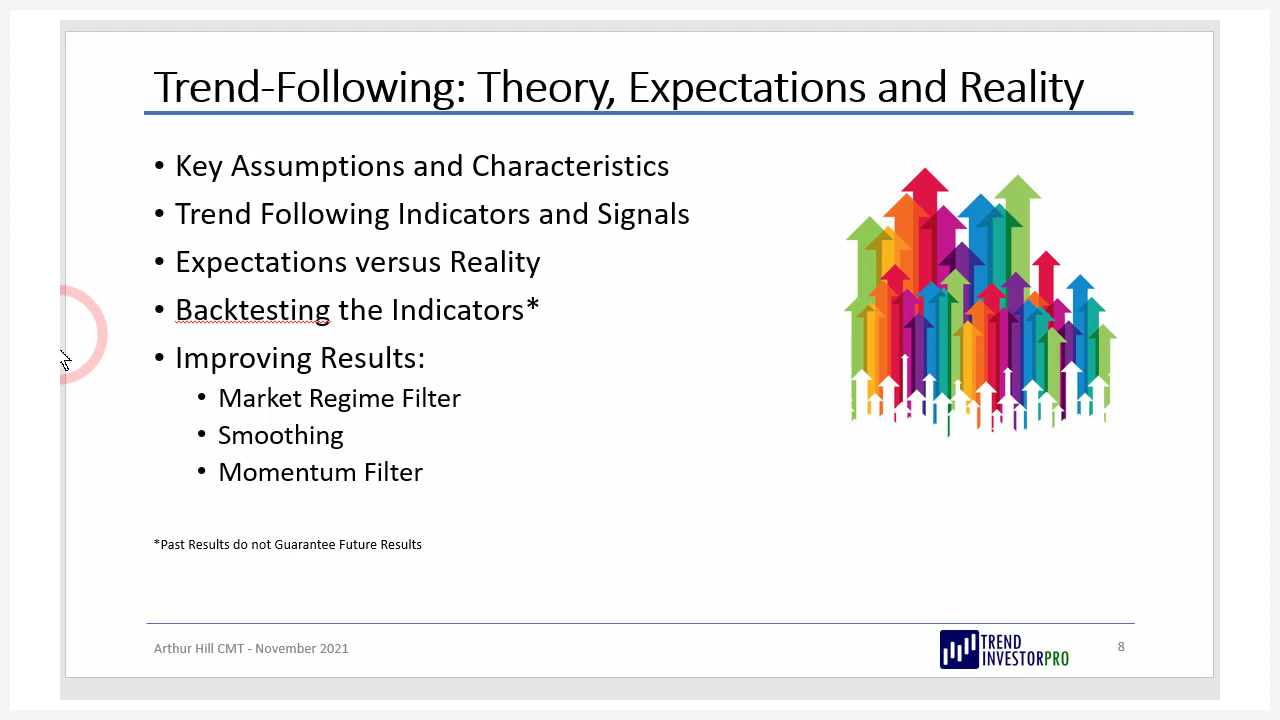 Trend-Following: Theory, Expectations and Reality
• Key Assumptions and Characteristics
• Trend Following Indicators and Signals
• Expectations versus Reality
• Backtesting the Indicators*
• Improving Results:
• Market Regime Filter
• Smoothing
• Momentum Filter
*Past Results do not Guarantee Future Results
Arthur Hill CMT - November 2021
TREND
INVESTORPRO
8